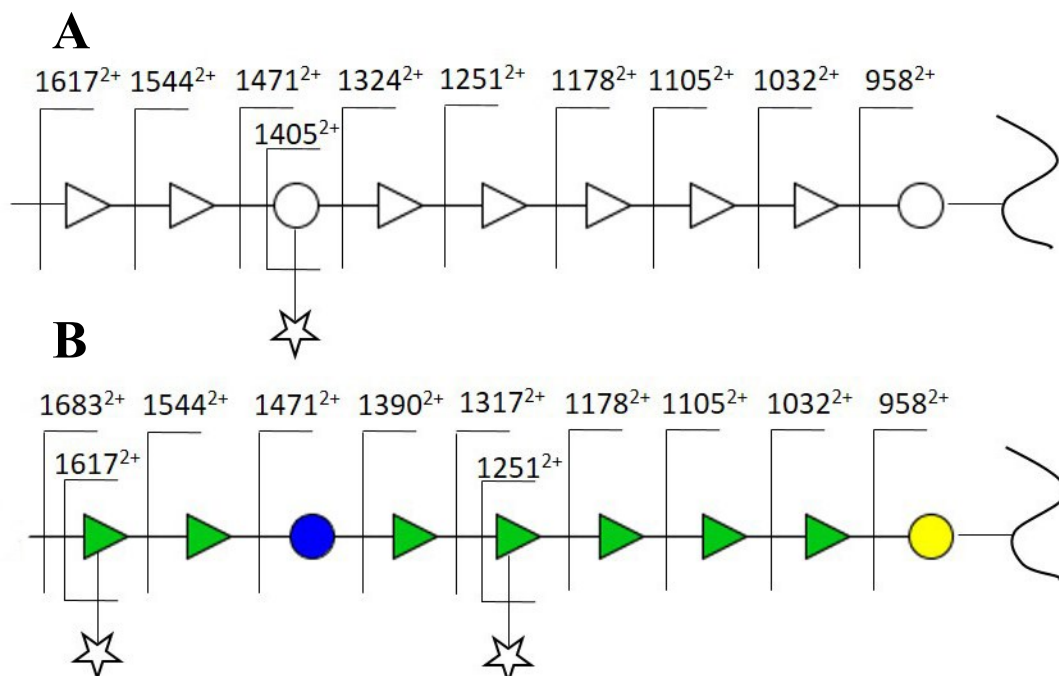 A
1617²⁺ 1544²⁺ 1471²⁺ 1324²⁺ 1251²⁺ 1178²⁺ 1105²⁺ 1032²⁺ 958²⁺
1405²⁺
B
1683²⁺ 1544²⁺ 1471²⁺ 1390²⁺ 1317²⁺ 1178²⁺ 1105²⁺ 1032²⁺ 958²⁺
1617²⁺ 1251²⁺